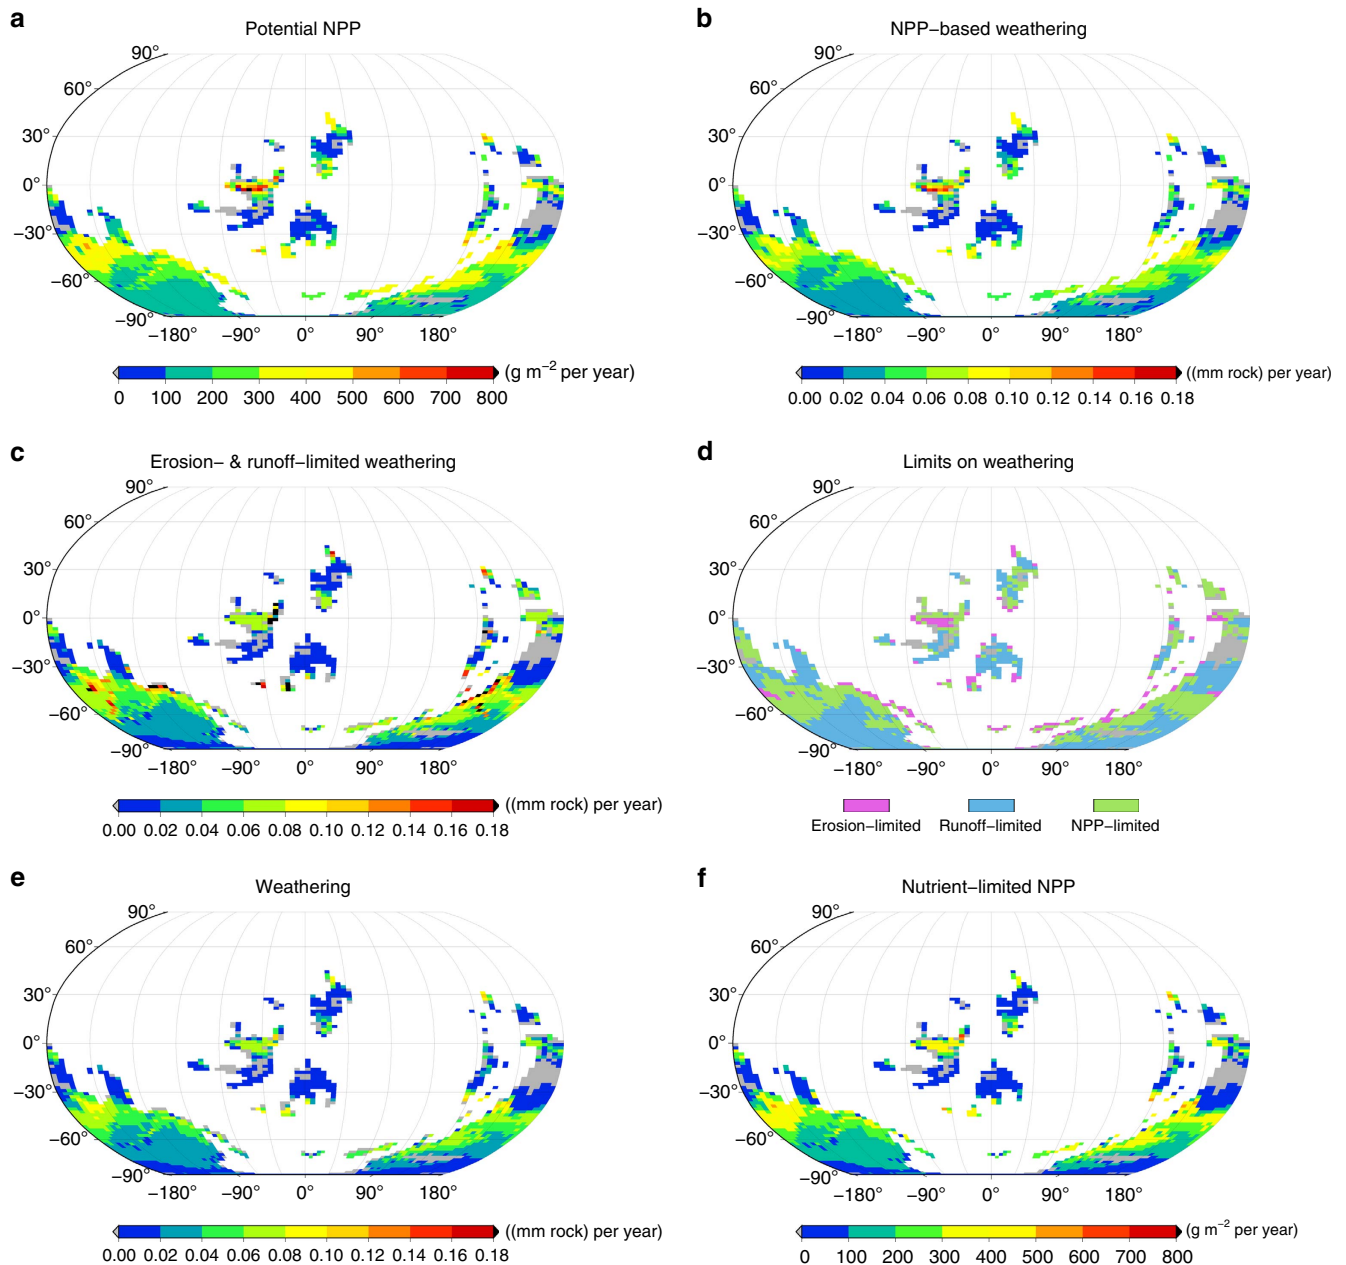 a
Potential NPP
90°
60°
30°
0°
−30°
−60°
−90°
−180° −90° 0° 90° 180°
(g m−2 per year)
0 100 200 300 400 500 600 700 800
b
NPP−based weathering
90°
60°
30°
0°
−30°
−60°
−90°
−180° −90° 0° 90° 180°
((mm rock) per year)
0.00 0.02 0.04 0.06 0.08 0.10 0.12 0.14 0.16 0.18
c
Erosion− & runoff−limited weathering
90°
60°
30°
0°
−30°
−60°
−90°
−180° −90° 0° 90° 180°
((mm rock) per year)
0.00 0.02 0.04 0.06 0.08 0.10 0.12 0.14 0.16 0.18
d
Limits on weathering
90°
60°
30°
0°
−30°
−60°
−90°
−180° −90° 0° 90° 180°
Erosion−limited Runoff−limited NPP−limited
e
Weathering
90°
60°
30°
0°
−30°
−60°
−90°
−180° −90° 0° 90° 180°
((mm rock) per year)
0.00 0.02 0.04 0.06 0.08 0.10 0.12 0.14 0.16 0.18
f
Nutrient−limited NPP
90°
60°
30°
0°
−30°
−60°
−90°
−180° −90° 0° 90° 180°
(g m−2 per year)
0 100 200 300 400 500 600 700 800